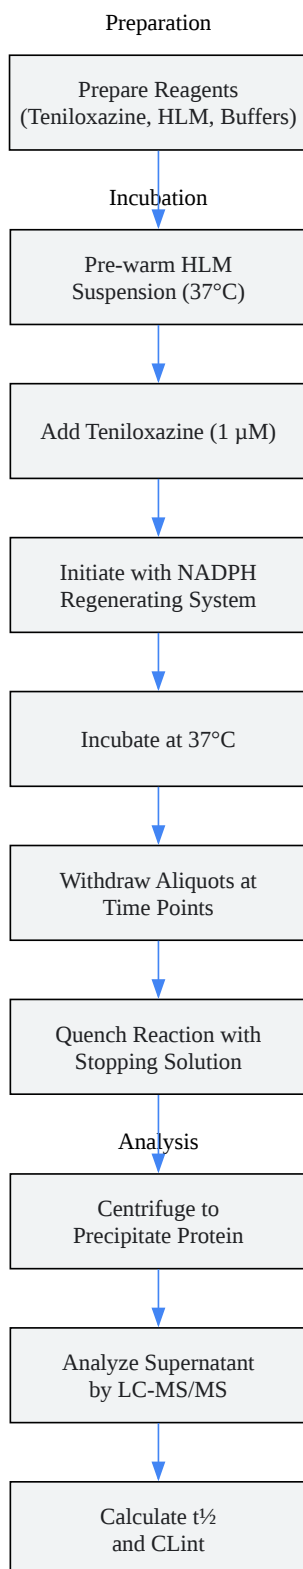 Preparation
Prepare Reagents
(Teniloxazine, HLM, Buffers)
Incubation
Pre-warm HLM
Suspension (37°C)
Add Teniloxazine (1 µM)
Initiate with NADPH
Regenerating System
Incubate at 37°C
Withdraw Aliquots at
Time Points
Quench Reaction with
Stopping Solution
Analysis
Centrifuge to
Precipitate Protein
Analyze Supernatant
by LC-MS/MS
Calculate t½
and CLint